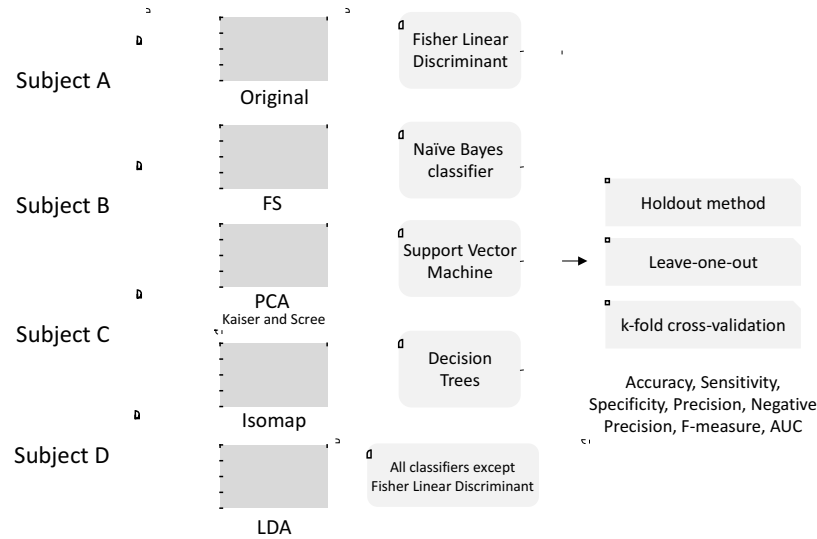 Subject A
Subject B
Subject C
Subject D
Original
FS
PCA
Kaiser and Scree
Isomap
LDA
Fisher Linear
Discriminant
Naïve Bayes
classifier
Support Vector
Machine
Decision
Trees
All classifiers except
Fisher Linear Discriminant
Holdout method
Leave-one-out
k-fold cross-validation
Accuracy, Sensitivity,
Specificity, Precision, Negative
Precision, F-measure, AUC